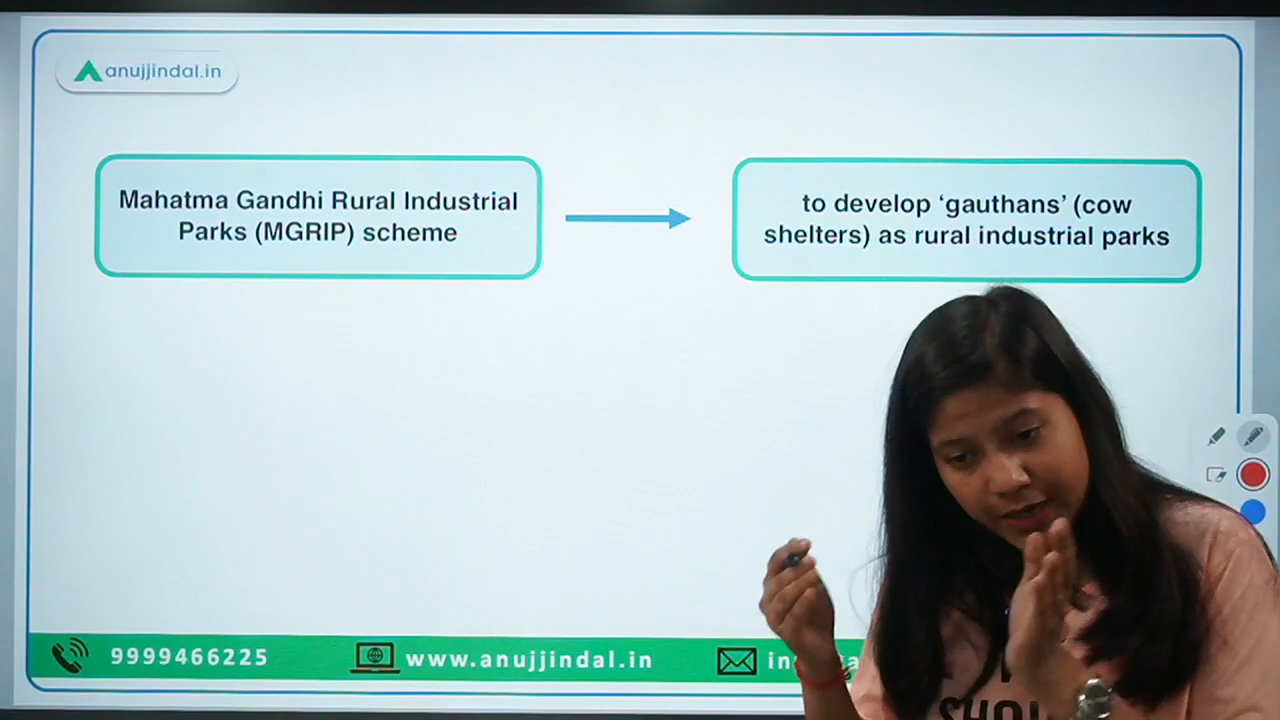 anujjindal.in
Mahatma Gandhi Rural Industrial
Parks (MGRIP) scheme
to develop ‘gauthans’ (cow
shelters) as rural industrial parks
9999466225
www.anujjindal.in